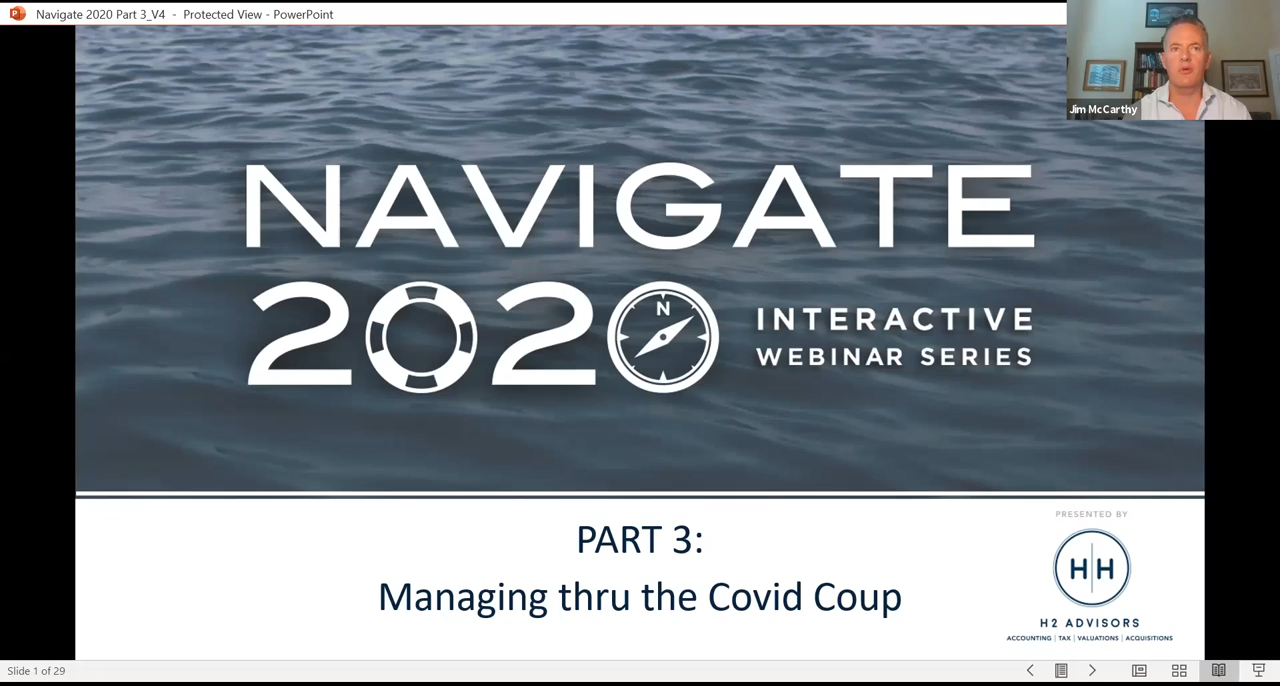 Navigate 2020 Part 3_V4 - Protected View - PowerPoint
Jim McCarthy
NAVIGATE
2020
N
INTERACTIVE
WEBINAR SERIES
PART 3:
Managing thru the Covid Coup
PRESENTED BY
H|H
H2 ADVISORS
ACCOUNTING | TAX | VALUATIONS | ACQUISITIONS
Slide 1 of 29